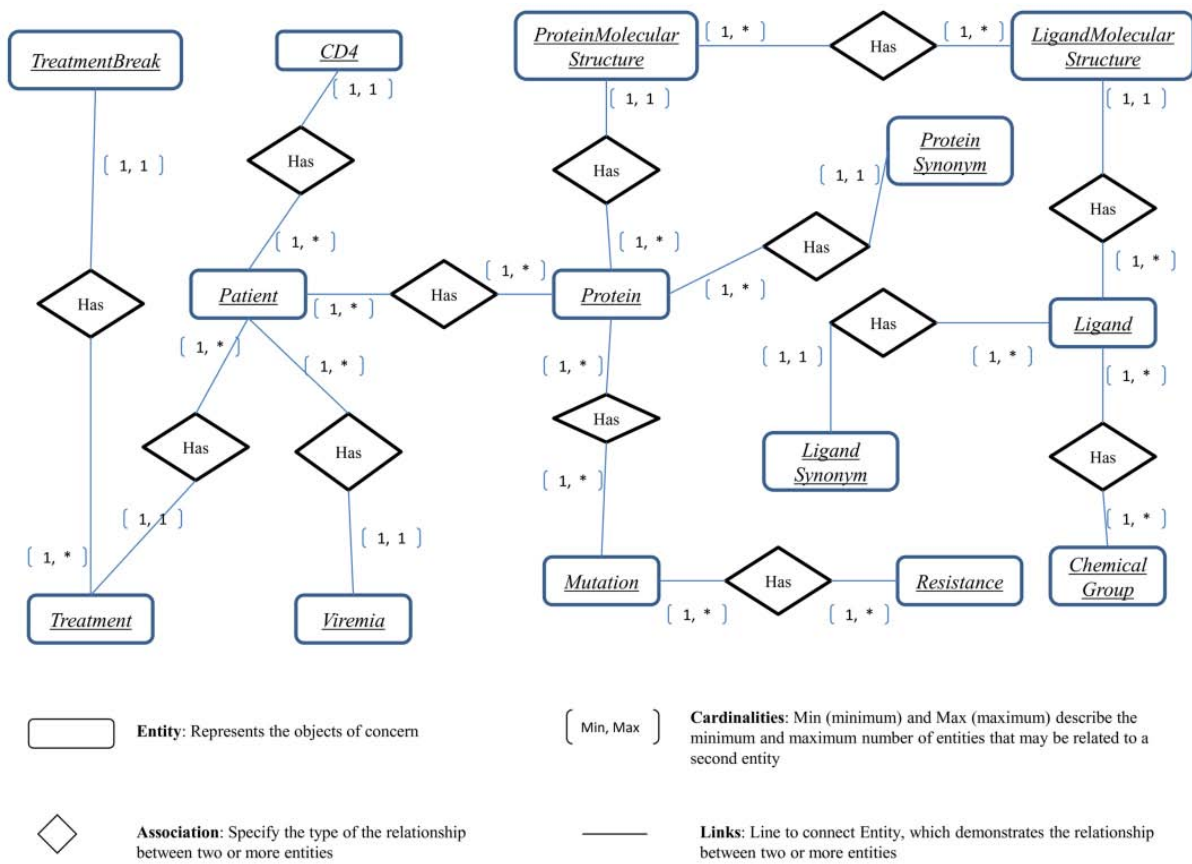 TreatmentBreak
CD4
[ 1, 1 ]
ProteinMolecular
Structure
[ 1, * ]
Has
[ 1, * ]
LigandMolecular
Structure
[ 1, 1 ]
[ 1, 1 ]
Has
[ 1, 1 ]
Has
Protein
Synonym
[ 1, 1 ]
Has
[ 1, * ]
[ 1, * ]
Has
[ 1, * ]
Has
Patient
[ 1, * ]
Has
[ 1, * ]
Protein
[ 1, * ]
Has
Ligand
[ 1, * ]
[ 1, * ]
[ 1, * ]
[ 1, 1 ]
[ 1, * ]
[ 1, * ]
Has
Has
Has
Ligand
Synonym
Has
[ 1, * ]
[ 1, 1 ]
[ 1, 1 ]
[ 1, * ]
[ 1, * ]
Treatment
Viremia
Mutation
[ 1, * ]
Has
[ 1, * ]
Resistance
Chemical
Group
Entity: Represents the objects of concern
[ Min, Max ]
Cardinalities: Min (minimum) and Max (maximum) describe the
minimum and maximum number of entities that may be related to a
second entity
Association: Specify the type of the relationship
between two or more entities
Links: Line to connect Entity, which demonstrates the relationship
between two or more entities